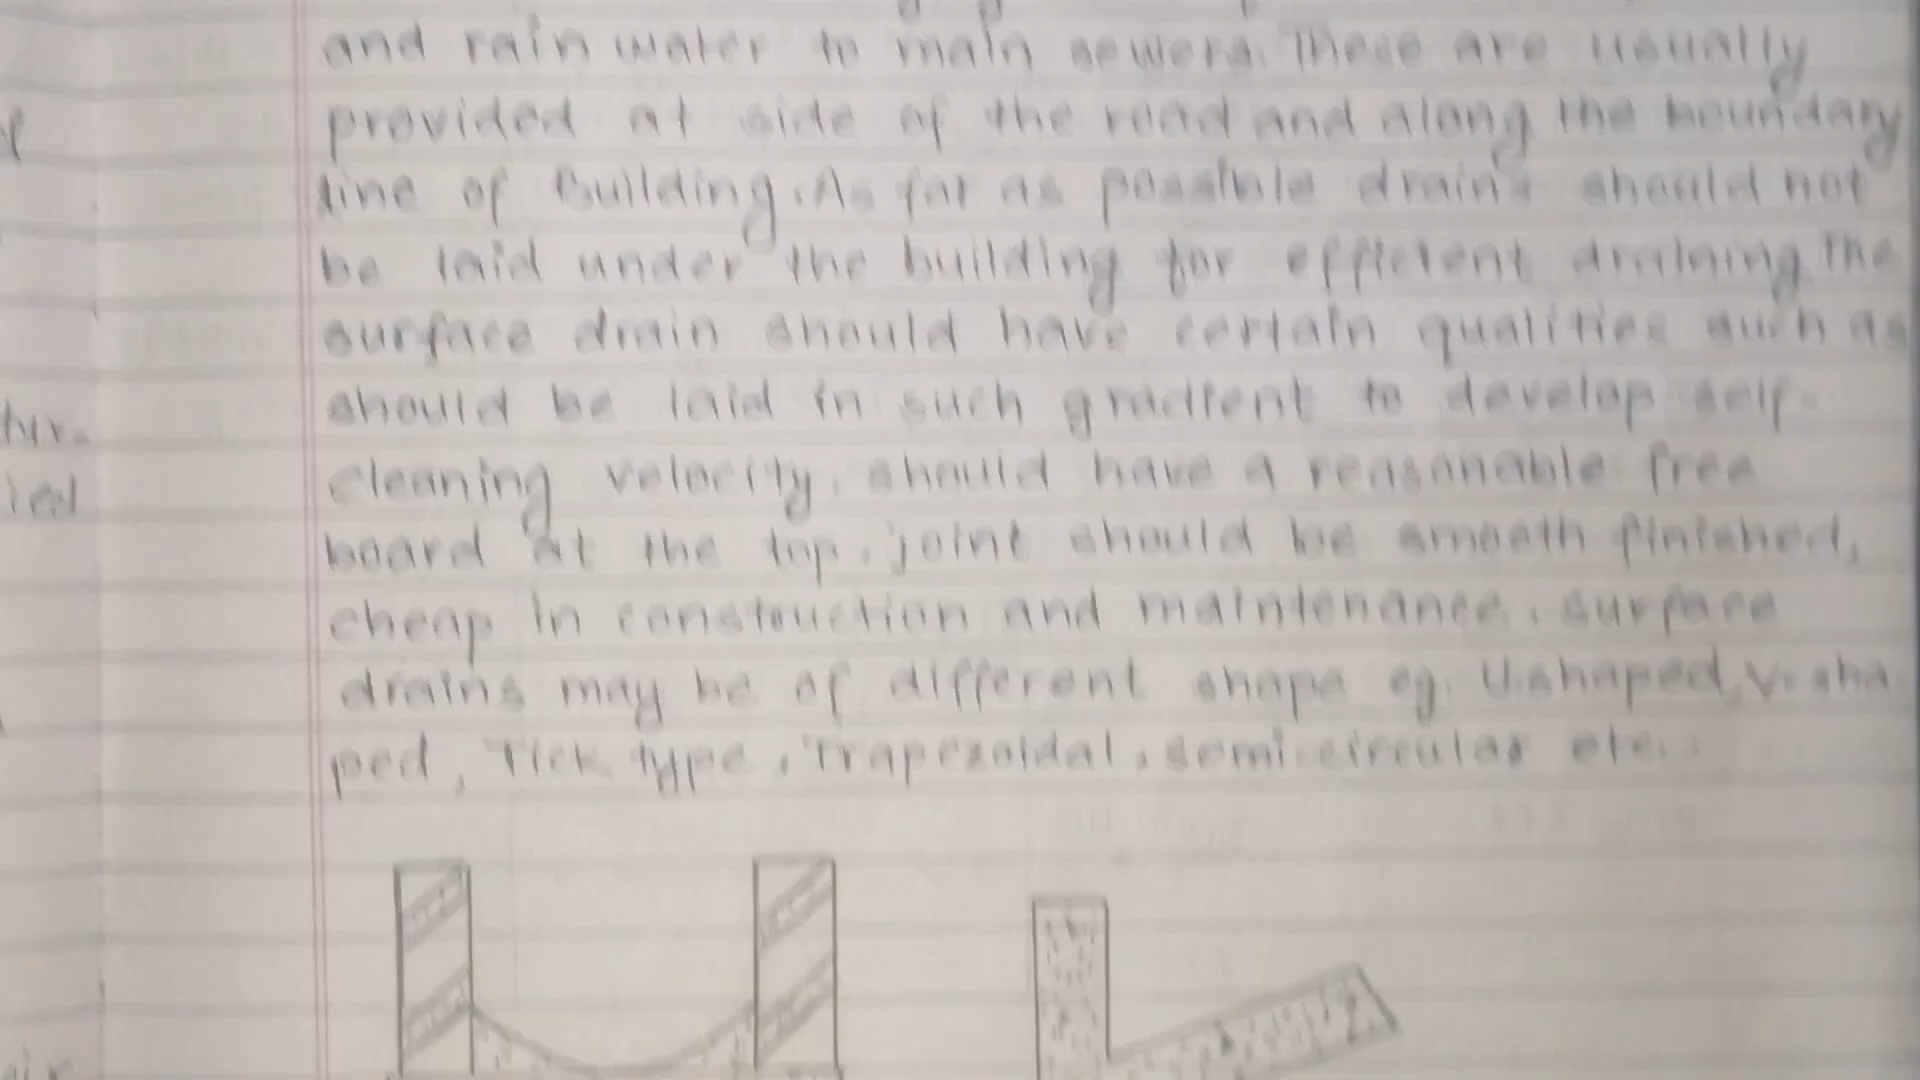 and rain water to main sewers. These are usually
provided at side of the road and along the boundary
line of building. As far as possible drains should not
be laid under the building for efficient draining. The
surface drain should have certain qualities such as
should be laid in such gradient to develop self-
cleaning velocity, should have a reasonable free
board at the top, joint should be smooth finished,
cheap in construction and maintenance. surface
drains may be of different shape eg. U-shaped, V-sha
ped, Tick type, Trapezoidal, semi-circular etc.
ied